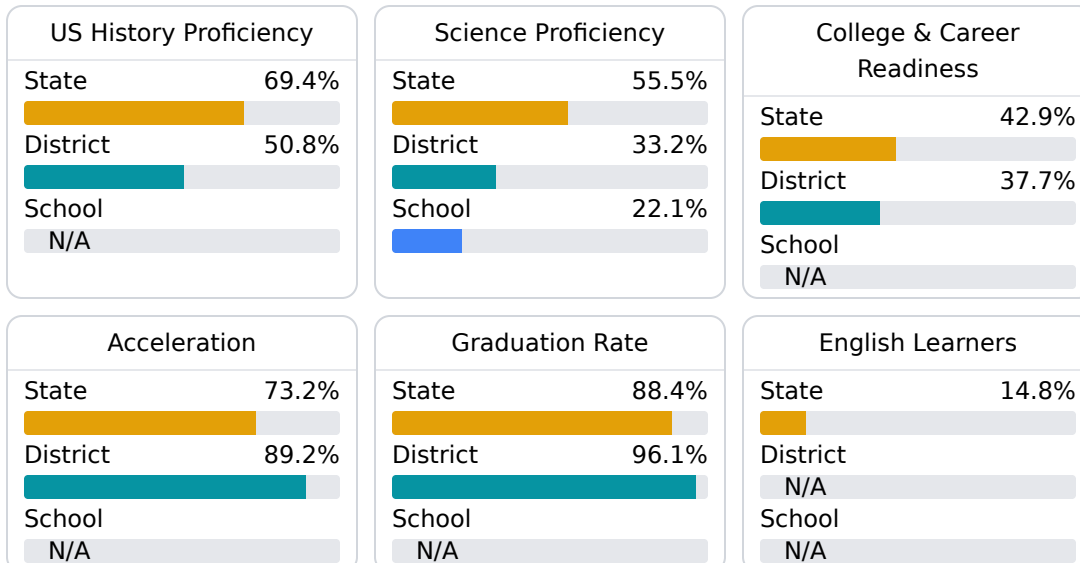 US History Proficiency
State 69.4%
District 50.8%
School
N/A
Science Proficiency
State 55.5%
District 33.2%
School 22.1%
College & Career
Readiness
State 42.9%
District 37.7%
School
N/A
Acceleration
State 73.2%
District 89.2%
School
N/A
Graduation Rate
State 88.4%
District 96.1%
School
N/A
English Learners
State 14.8%
District
N/A
School
N/A